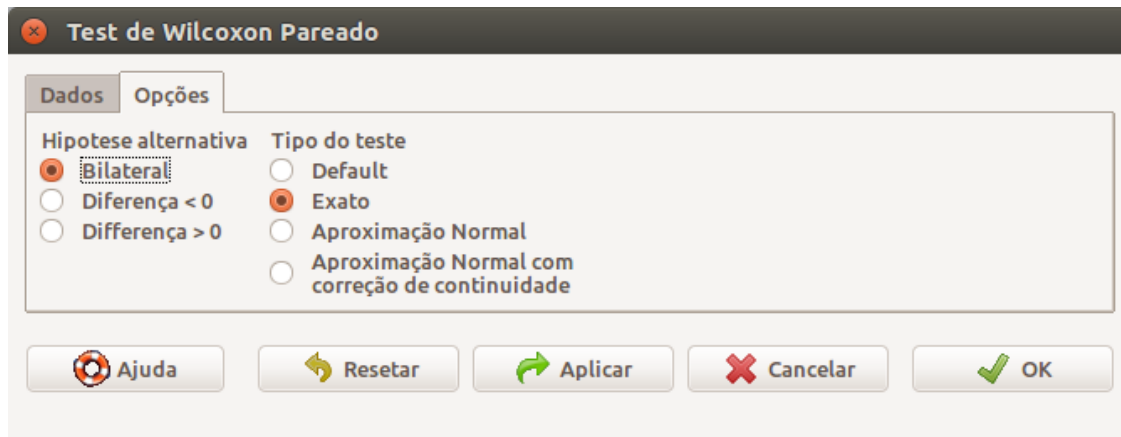 Test de Wilcoxon Pareado
Dados Opções
Hipotese alternativa Tipo do teste
Bilateral Default
Diferença < 0 Exato
Differença > 0 Aproximação Normal
Aproximação Normal com
correção de continuidade
Ajuda Resetar Aplicar Cancelar OK